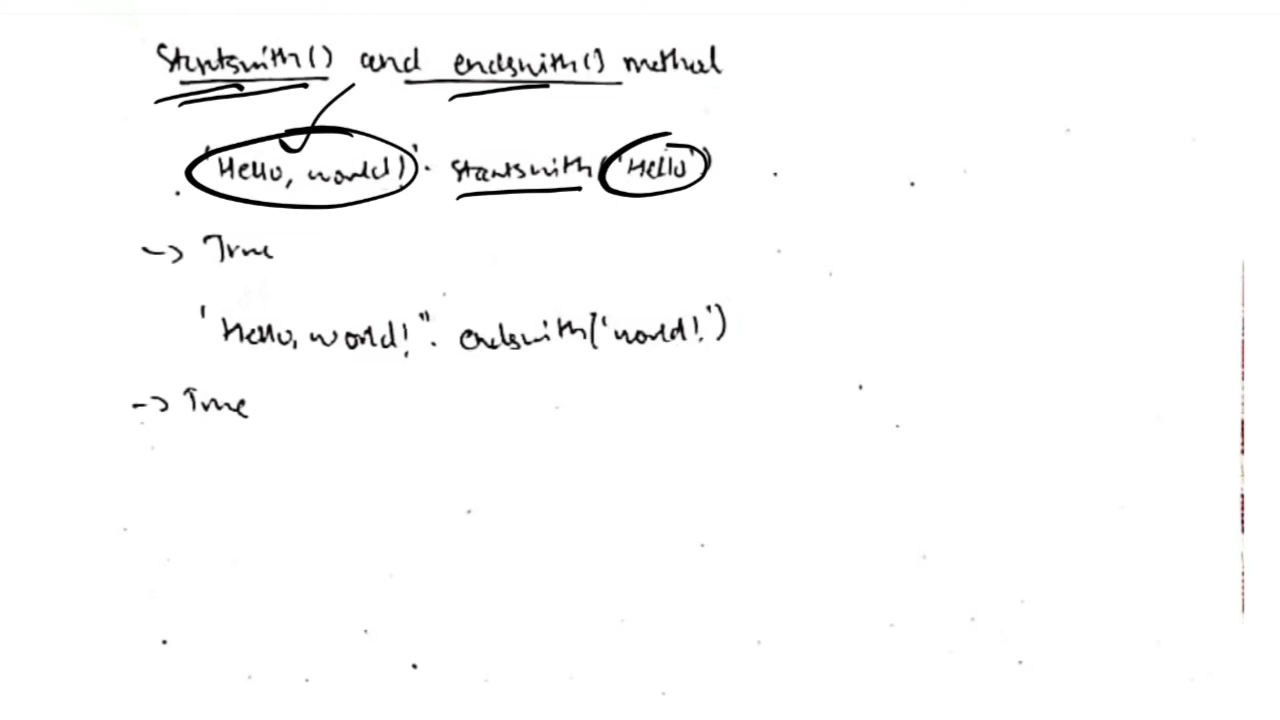 Startswith() and endswith() method
'Hello, world!'. startswith('Hello')
-> True
'Hello, world!". endswith('world!')
-> True